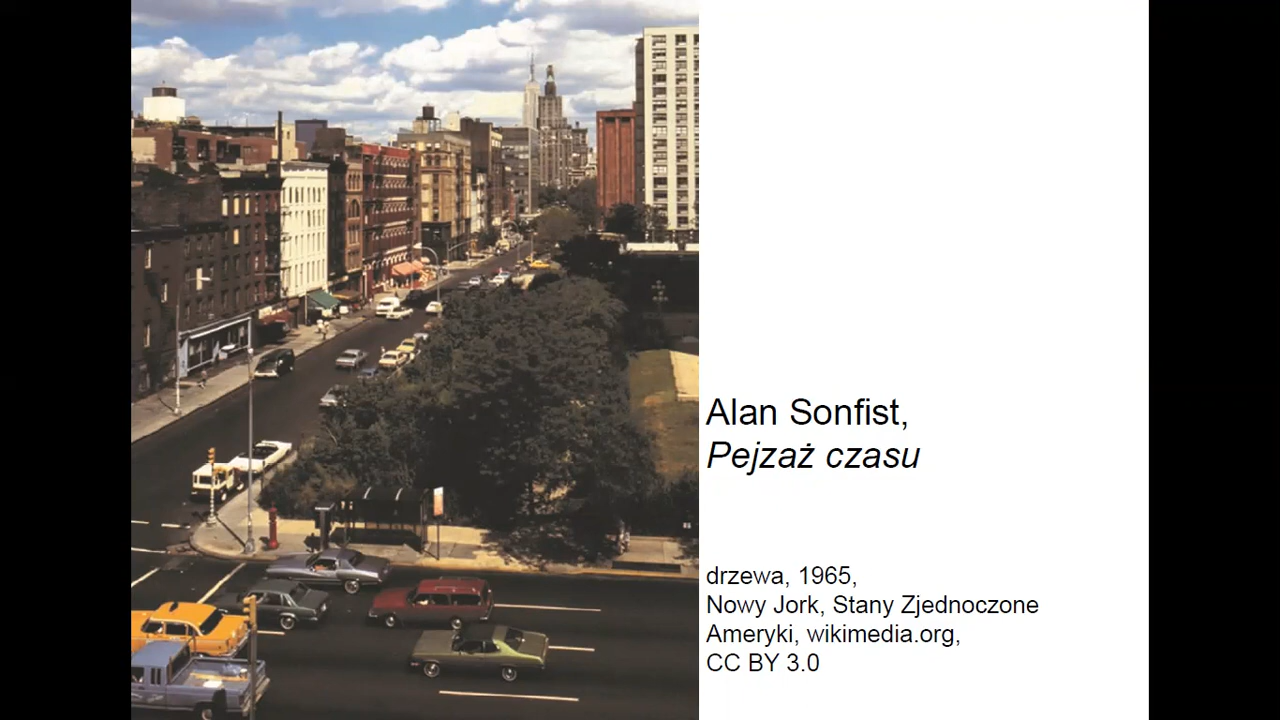 Alan Sonfist,
Pejzaż czasu
drzewa, 1965,
Nowy Jork, Stany Zjednoczone
Ameryki, wikimedia.org,
CC BY 3.0